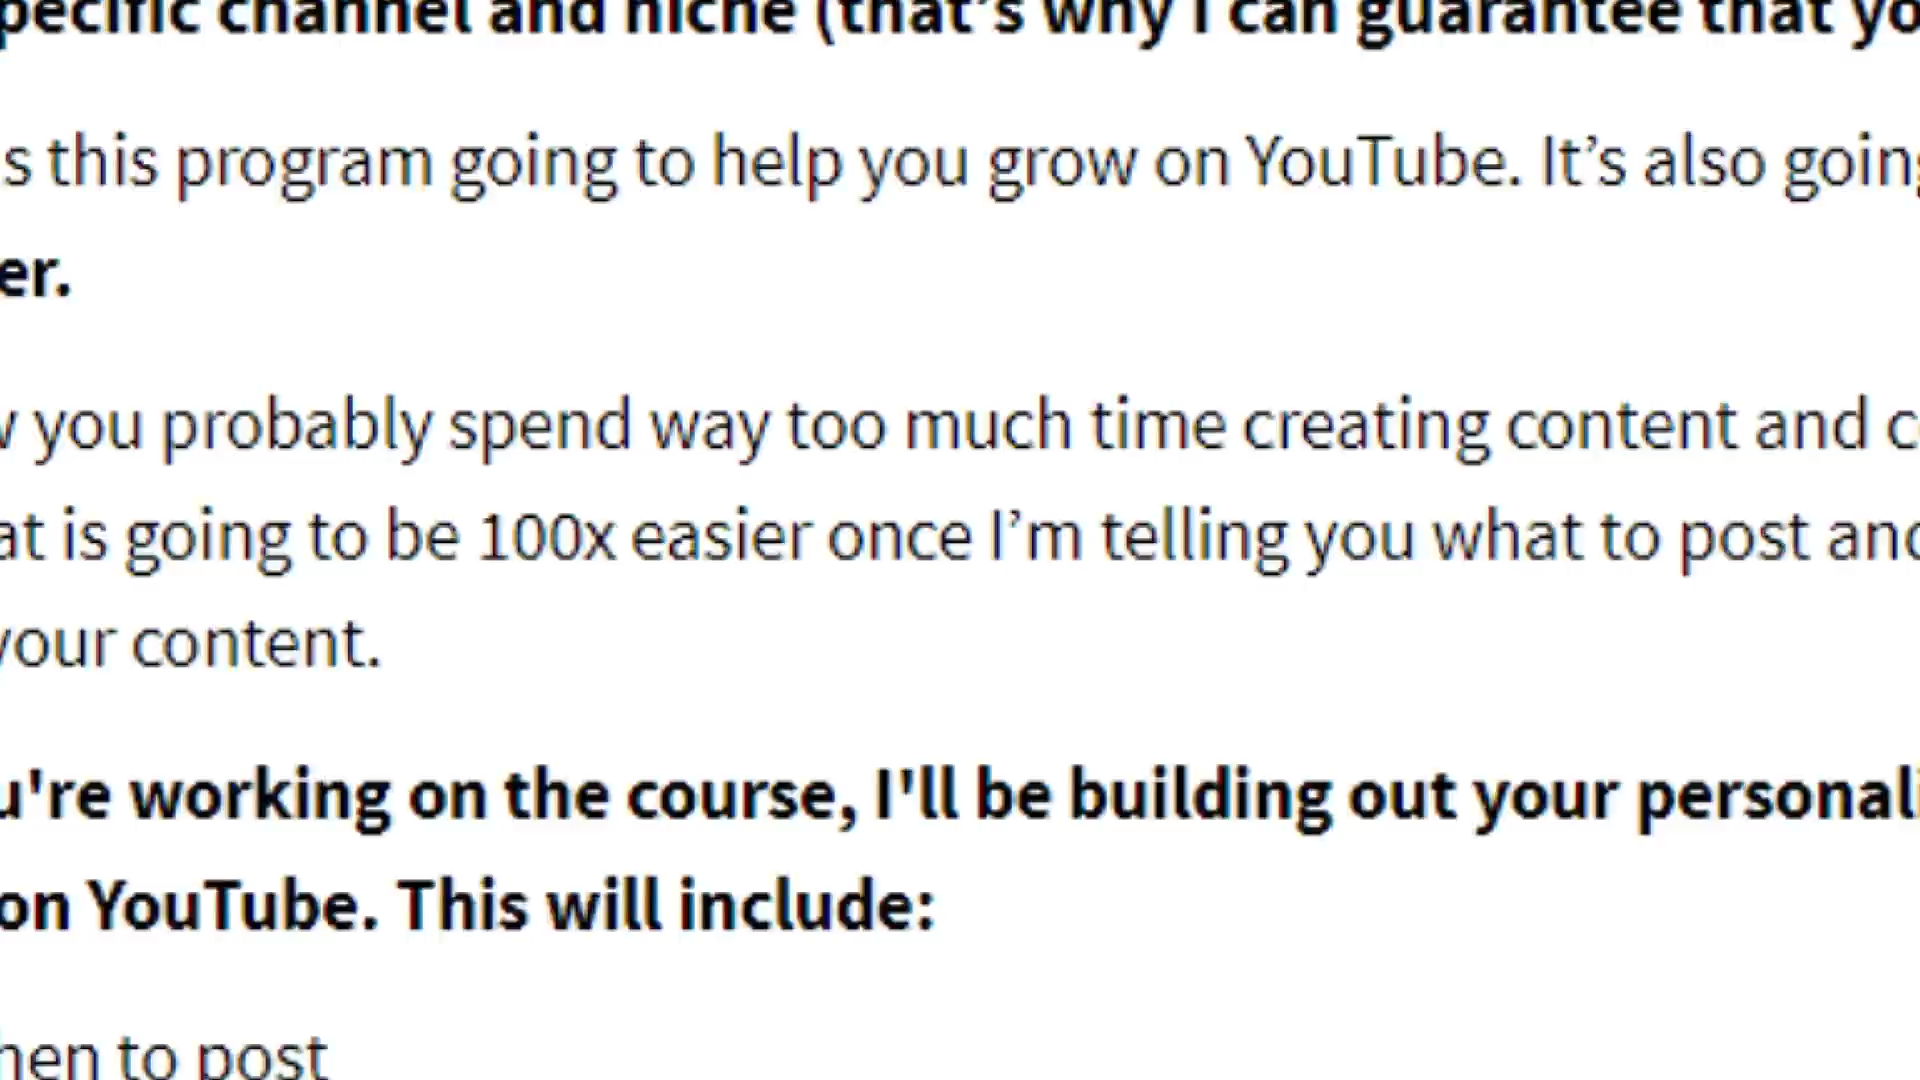 pecific channel and niche (that's why I can guarantee that yo
s this program going to help you grow on YouTube. It’s also going
er.
you probably spend way too much time creating content and c
at is going to be 100x easier once I’m telling you what to post and
your content.
u're working on the course, I'll be building out your personali
on YouTube. This will include:
hen to post